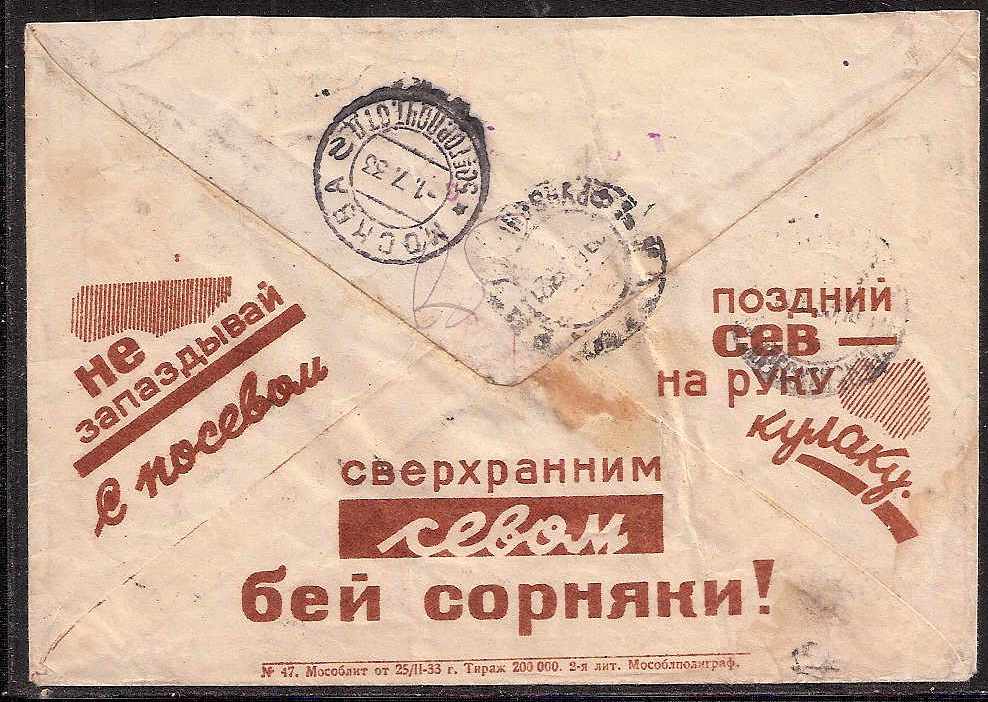 МОСКВА
-1.7.33
не
запаздывай
с посевом
поздний
сев —
на руку
кулаку.
сверхранним
севом
бей сорняки!
№ 47. Мособлит от 25/II-33 г. Тираж 200 000. 2-я лит. Мособлполиграф.